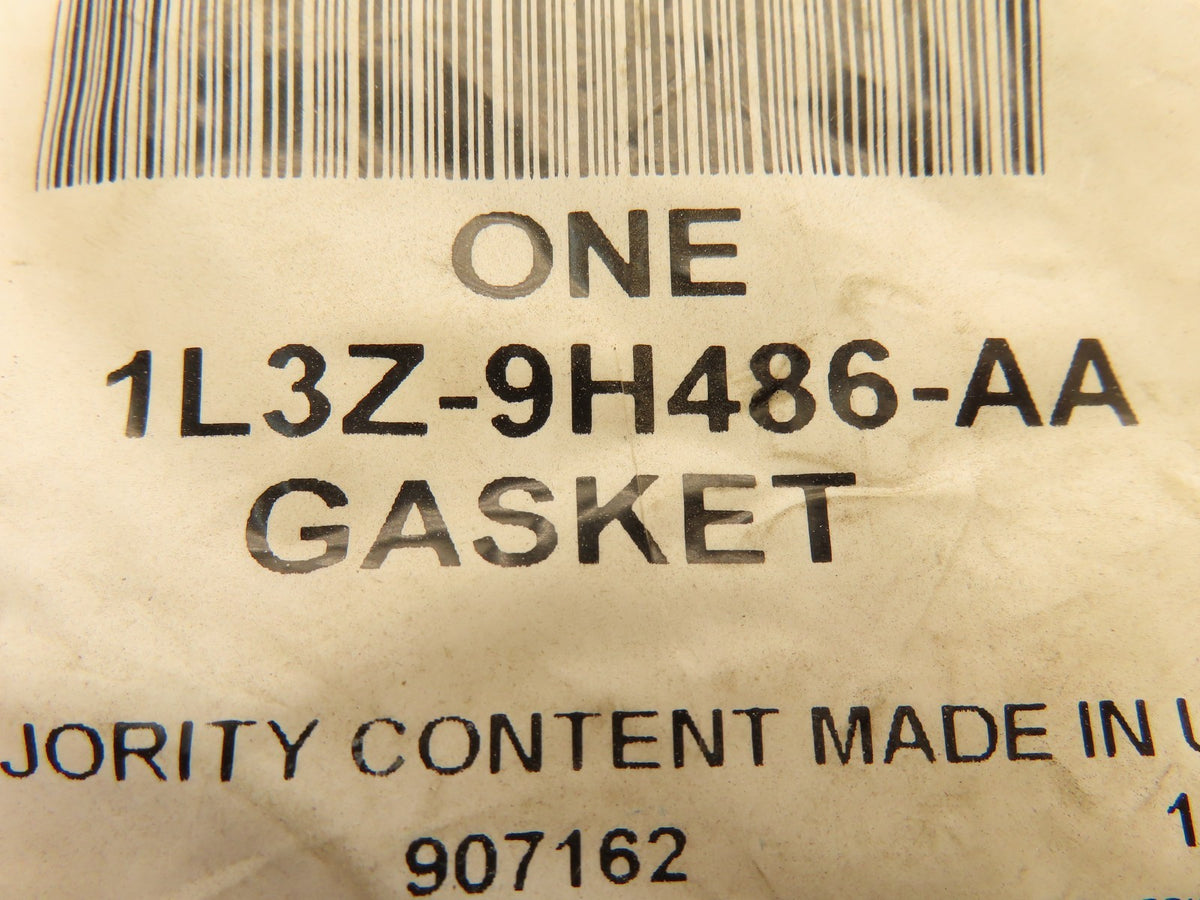 ONE
1L3Z-9H486-AA
GASKET
JORITY CONTENT MADE IN U
907162